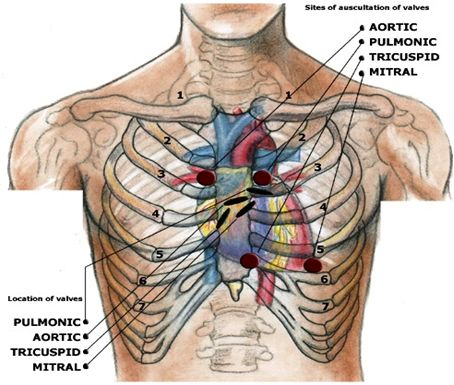 Sites of auscultation of valves
AORTIC
PULMONIC
TRICUSPID
MITRAL
1 1
2 2
3 3
4 4
5 5
6 6
7 7
Location of valves
PULMONIC
AORTIC
TRICUSPID
MITRAL